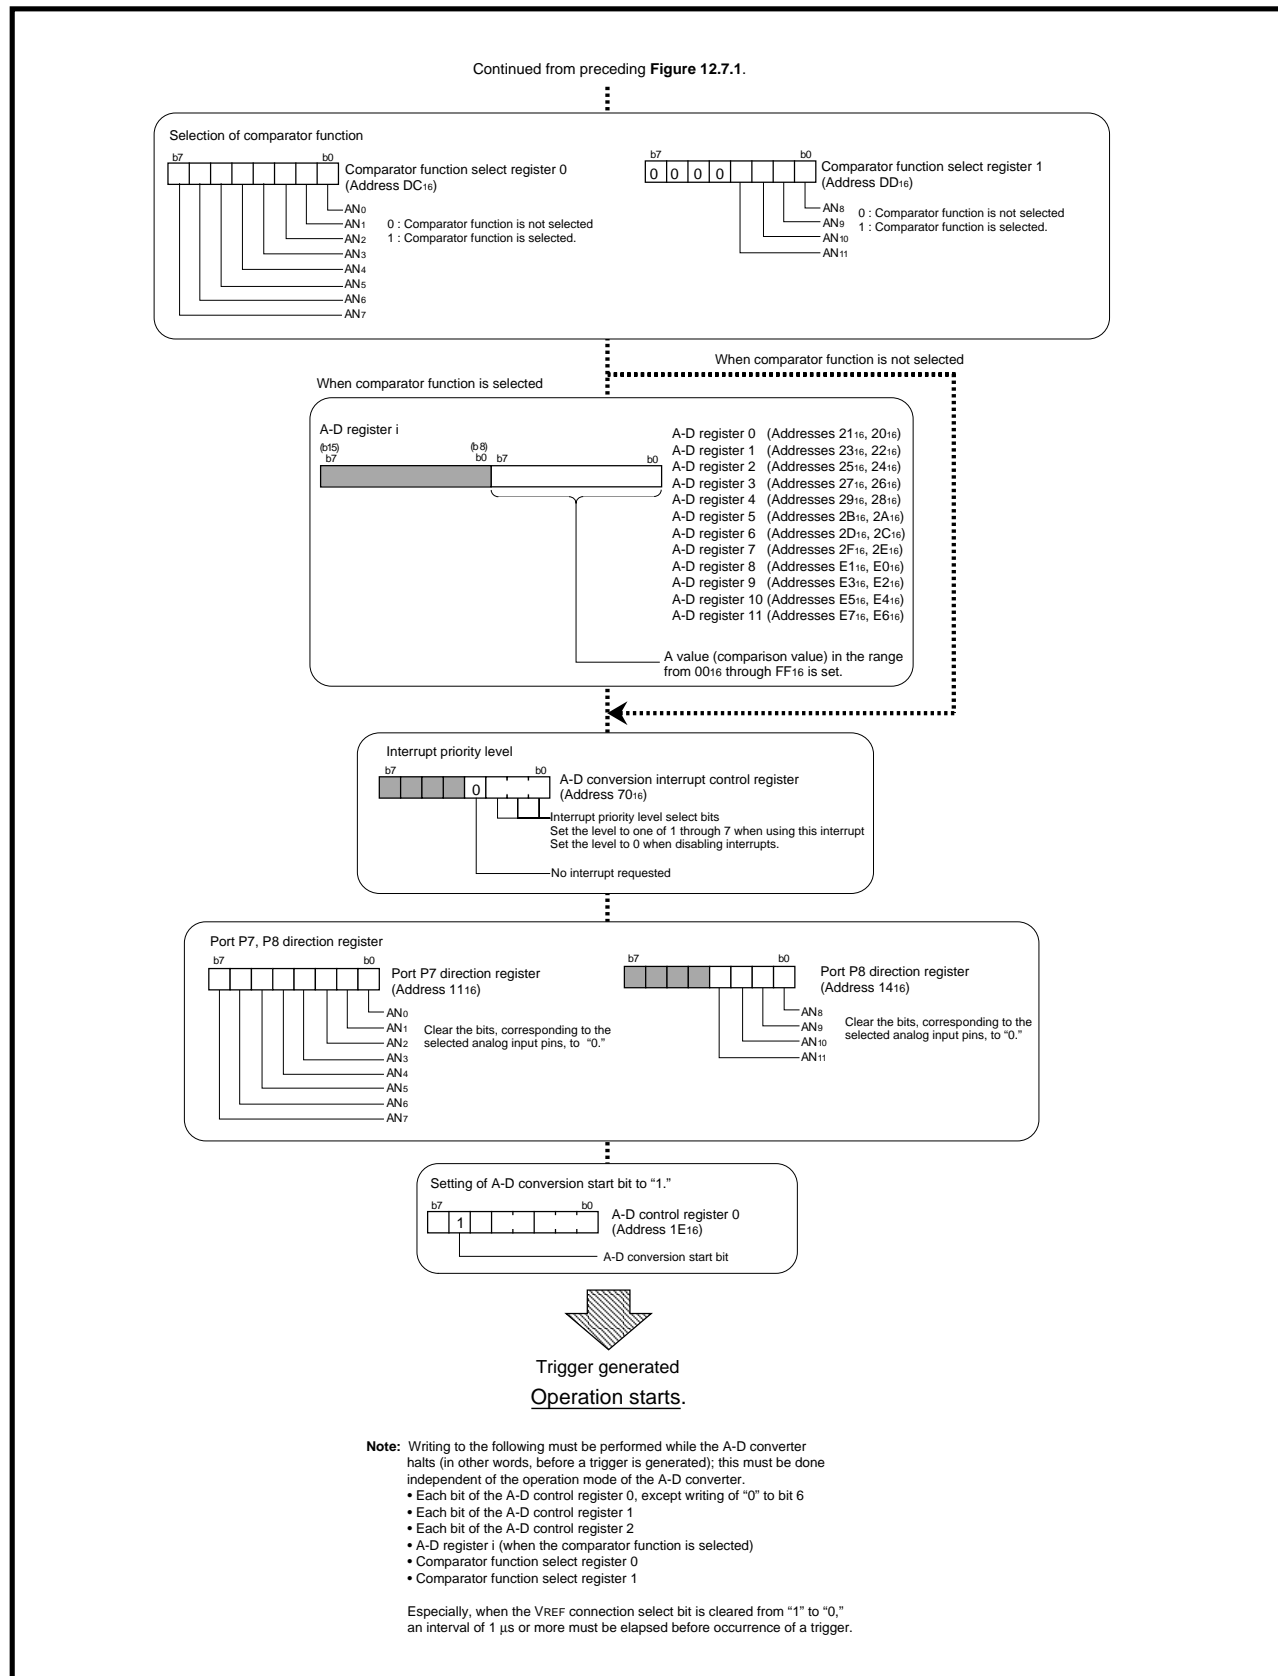 Continued from preceding Figure 12.7.1.
Selection of comparator function
b7 b0
Comparator function select register 0
(Address DC16)
AN0
AN1
AN2
AN3
AN4
AN5
AN6
AN7
0 : Comparator function is not selected
1 : Comparator function is selected.
b7 b0
0 0 0 0
Comparator function select register 1
(Address DD16)
AN8
AN9
AN10
AN11
0 : Comparator function is not selected
1 : Comparator function is selected.
When comparator function is not selected
When comparator function is selected
A-D register i
(b15) (b8)
b7 b0 b7 b0
A-D register 0 (Addresses 2116, 2016)
A-D register 1 (Addresses 2316, 2216)
A-D register 2 (Addresses 2516, 2416)
A-D register 3 (Addresses 2716, 2616)
A-D register 4 (Addresses 2916, 2816)
A-D register 5 (Addresses 2B16, 2A16)
A-D register 6 (Addresses 2D16, 2C16)
A-D register 7 (Addresses 2F16, 2E16)
A-D register 8 (Addresses E116, E016)
A-D register 9 (Addresses E316, E216)
A-D register 10 (Addresses E516, E416)
A-D register 11 (Addresses E716, E616)
A value (comparison value) in the range
from 0016 through FF16 is set.
Interrupt priority level
b7 b0
0
A-D conversion interrupt control register
(Address 7016)
Interrupt priority level select bits
Set the level to one of 1 through 7 when using this interrupt
Set the level to 0 when disabling interrupts.
No interrupt requested
Port P7, P8 direction register
b7 b0
Port P7 direction register
(Address 1116)
AN0
AN1
AN2
AN3
AN4
AN5
AN6
AN7
Clear the bits, corresponding to the
selected analog input pins, to “0.”
b7 b0
Port P8 direction register
(Address 1416)
AN8
AN9
AN10
AN11
Clear the bits, corresponding to the
selected analog input pins, to “0.”
Setting of A-D conversion start bit to “1.”
b7 b0
1
A-D control register 0
(Address 1E16)
A-D conversion start bit
Trigger generated
Operation starts.
Note: Writing to the following must be performed while the A-D converter
halts (in other words, before a trigger is generated); this must be done
independent of the operation mode of the A-D converter.
• Each bit of the A-D control register 0, except writing of “0” to bit 6
• Each bit of the A-D control register 1
• Each bit of the A-D control register 2
• A-D register i (when the comparator function is selected)
• Comparator function select register 0
• Comparator function select register 1
Especially, when the VREF connection select bit is cleared from “1” to “0,”
an interval of 1 µs or more must be elapsed before occurrence of a trigger.